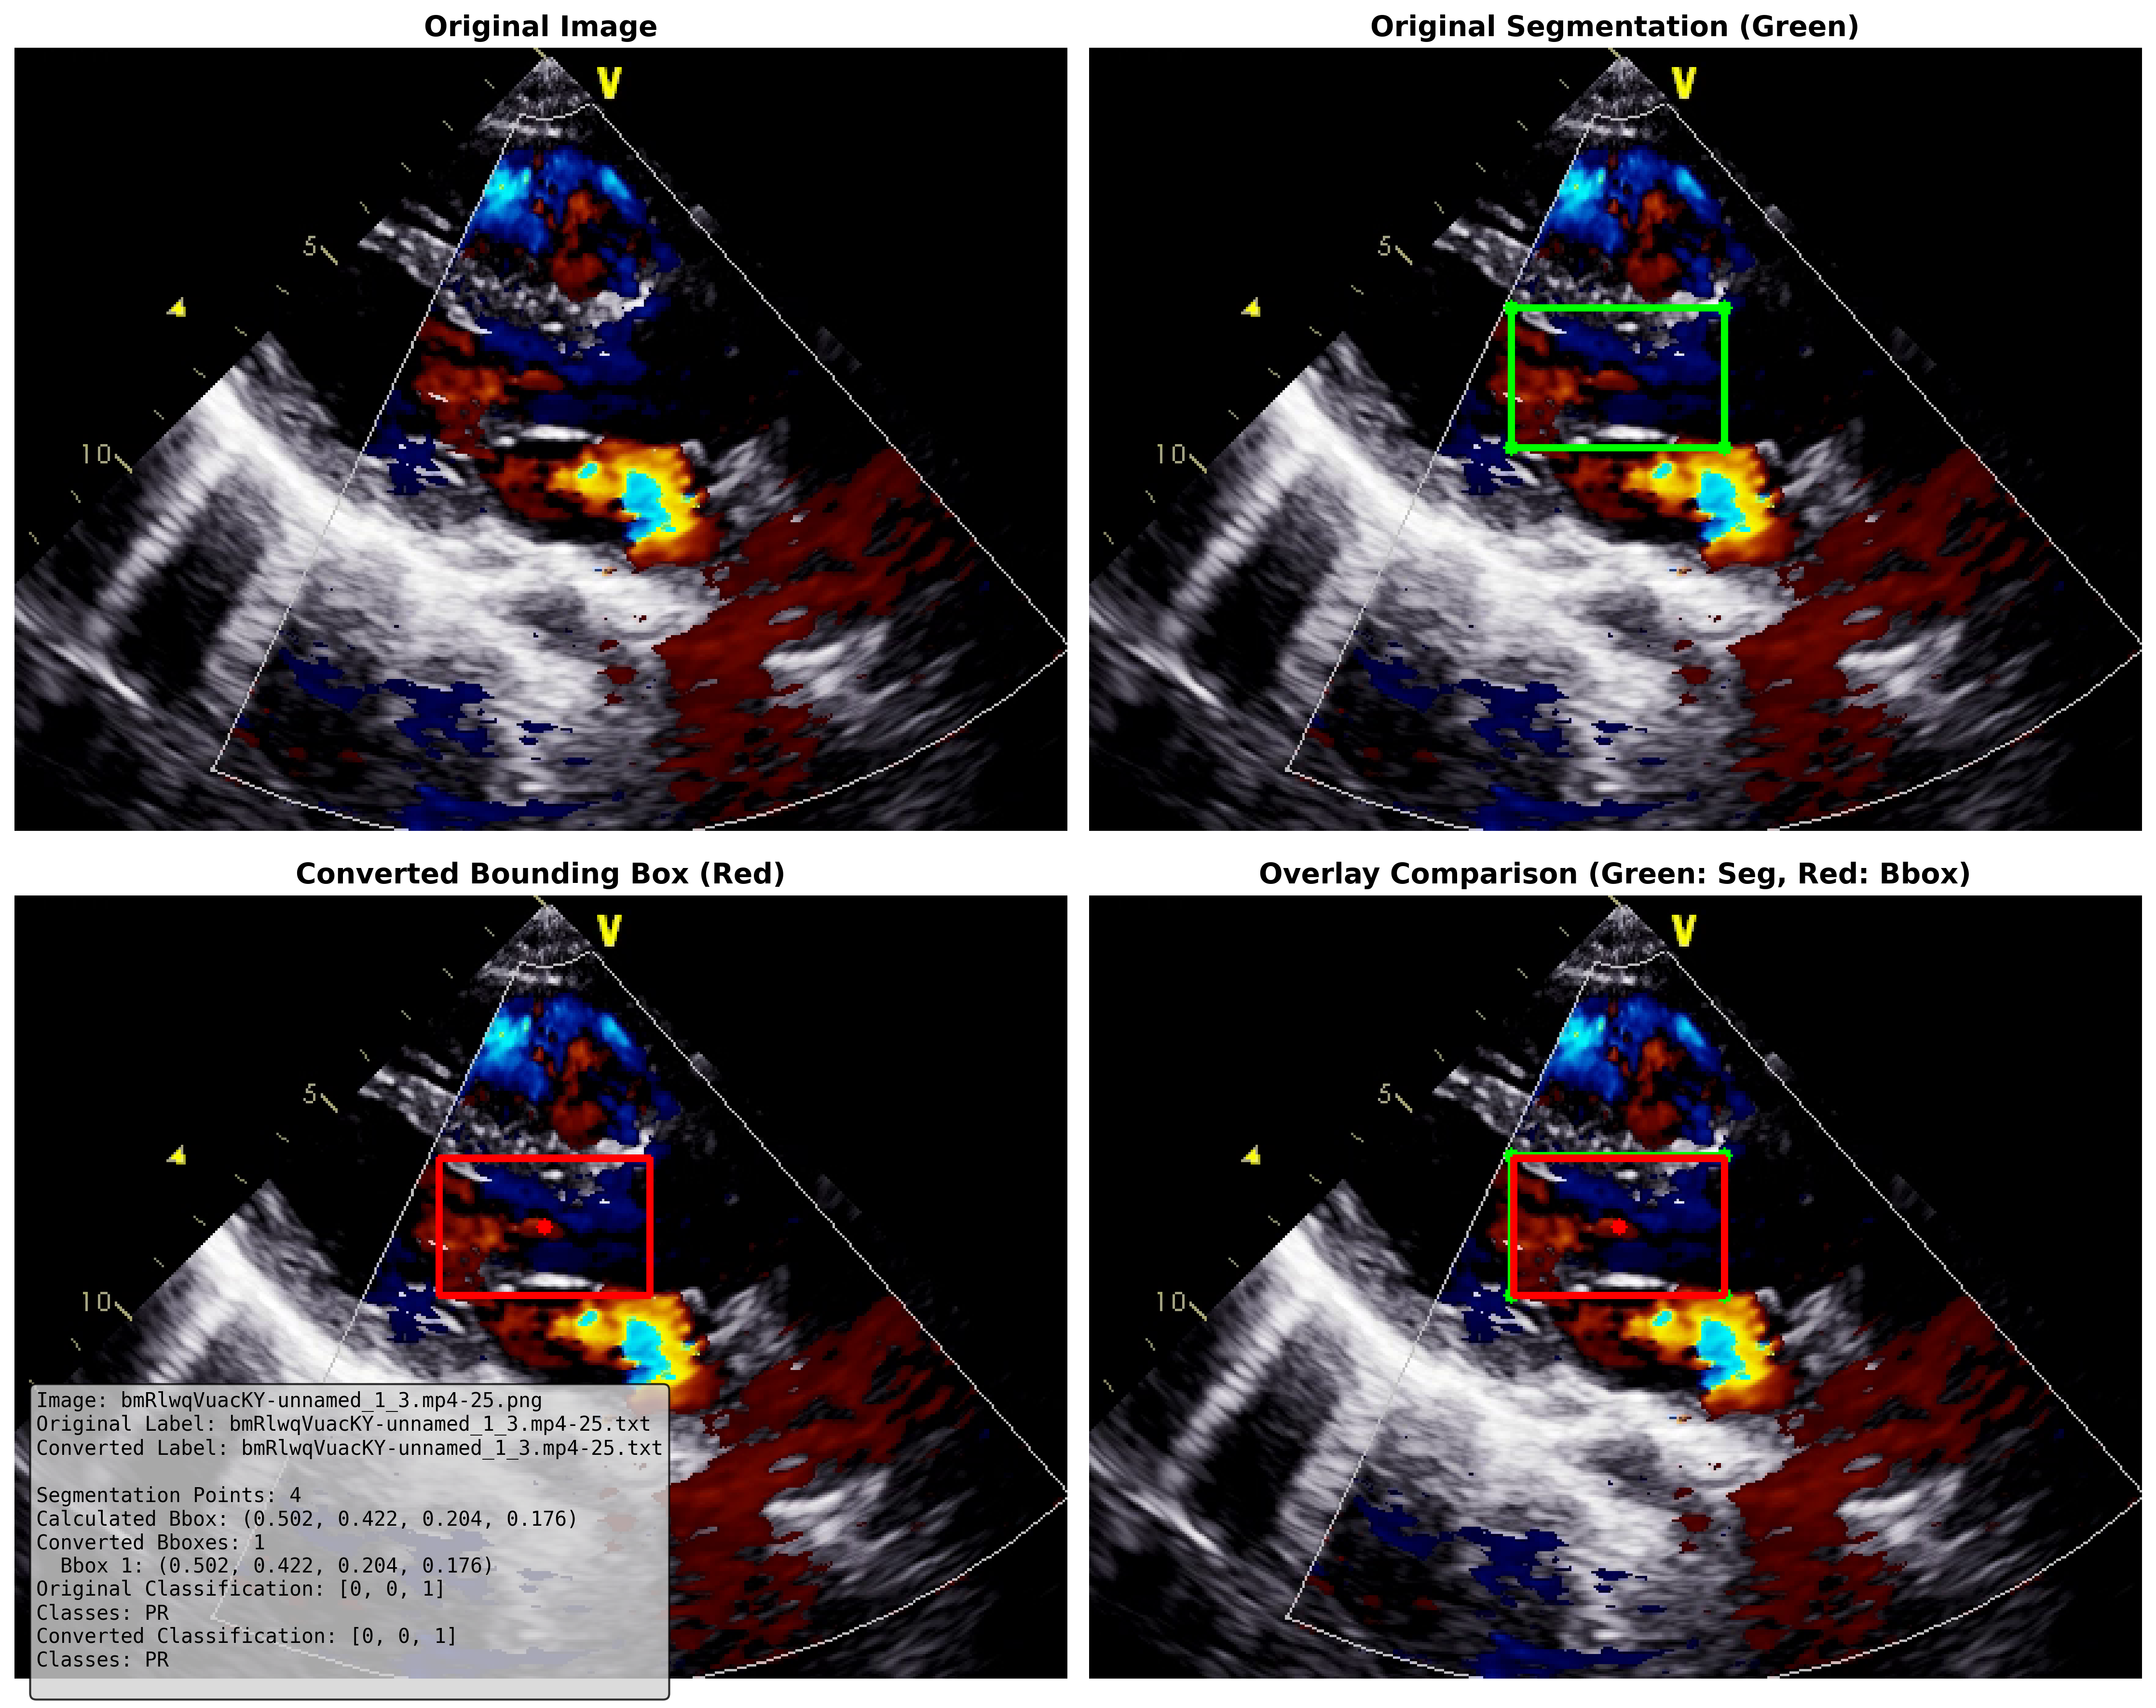 Original Image
Original Segmentation (Green)
V
5
10
V
5
10
Converted Bounding Box (Red)
Overlay Comparison (Green: Seg, Red: Bbox)
V
5
10
V
5
10
Image: bmRlwqVuacKY-unnamed_1_3.mp4-25.png
Original Label: bmRlwqVuacKY-unnamed_1_3.mp4-25.txt
Converted Label: bmRlwqVuacKY-unnamed_1_3.mp4-25.txt
Segmentation Points: 4
Calculated Bbox: (0.502, 0.422, 0.204, 0.176)
Converted Bboxes: 1
Bbox 1: (0.502, 0.422, 0.204, 0.176)
Original Classification: [0, 0, 1]
Classes: PR
Converted Classification: [0, 0, 1]
Classes: PR